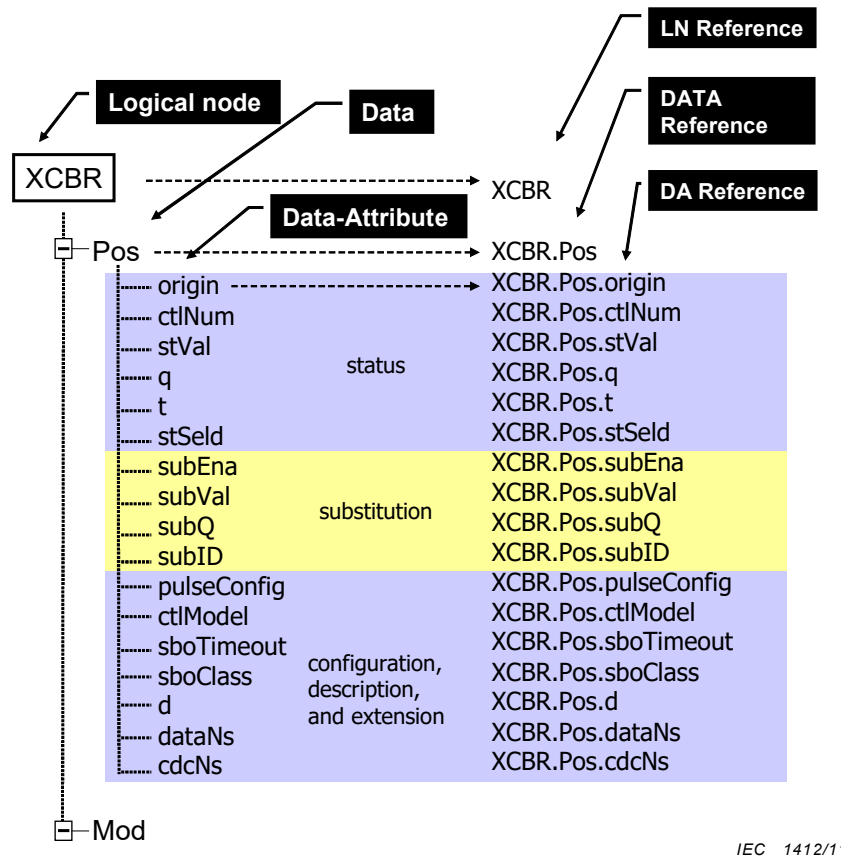 LN Reference
Logical node
Data
DATA
Reference
XCBR
XCBR
DA Reference
Data-Attribute
Pos
XCBR.Pos
origin
XCBR.Pos.origin
ctlNum
XCBR.Pos.ctlNum
stVal
XCBR.Pos.stVal
status
q
XCBR.Pos.q
t
XCBR.Pos.t
stSeld
XCBR.Pos.stSeld
subEna
XCBR.Pos.subEna
subVal
XCBR.Pos.subVal
substitution
subQ
XCBR.Pos.subQ
subID
XCBR.Pos.subID
pulseConfig
XCBR.Pos.pulseConfig
ctlModel
XCBR.Pos.ctlModel
sboTimeout
XCBR.Pos.sboTimeout
configuration,
description,
and extension
sboClass
XCBR.Pos.sboClass
d
XCBR.Pos.d
dataNs
XCBR.Pos.dataNs
cdcNs
XCBR.Pos.cdcNs
Mod
IEC 1412/11